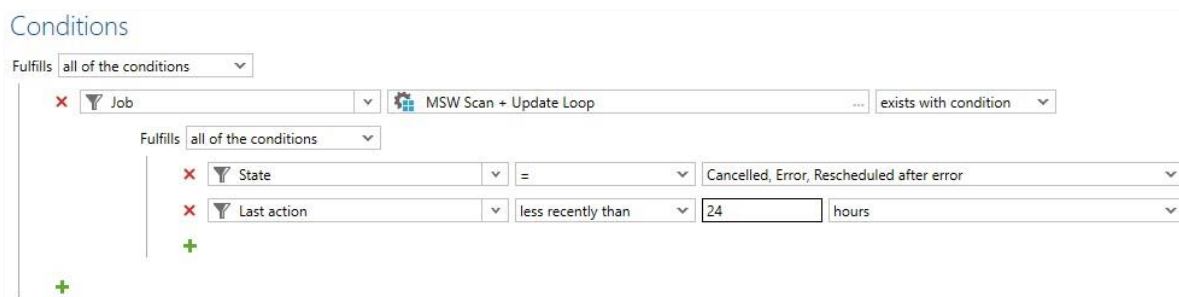 Conditions
Fulfills all of the conditions
Job MSW Scan + Update Loop ... exists with condition
Fulfills all of the conditions
State = Cancelled, Error, Rescheduled after error
Last action less recently than 24 hours